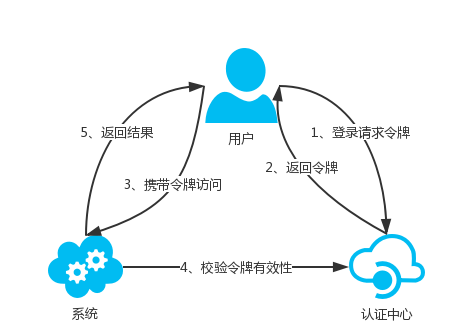 用户
5、返回结果
1、登录请求令牌
2、返回令牌
3、携带令牌访问
4、校验令牌有效性
系统
认证中心